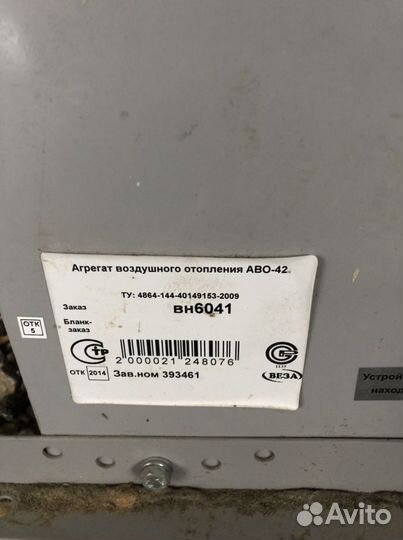 Агрегат воздушного отопления АВО-42
ТУ: 4864-144-40149153-2009
Заказ вн6041
Бланк-
заказ
ОТК
5
СТР
2 000021 248076
ВЕЗА
ОТК 2014 Зав.ном 393461
Устрой
наход
Avito